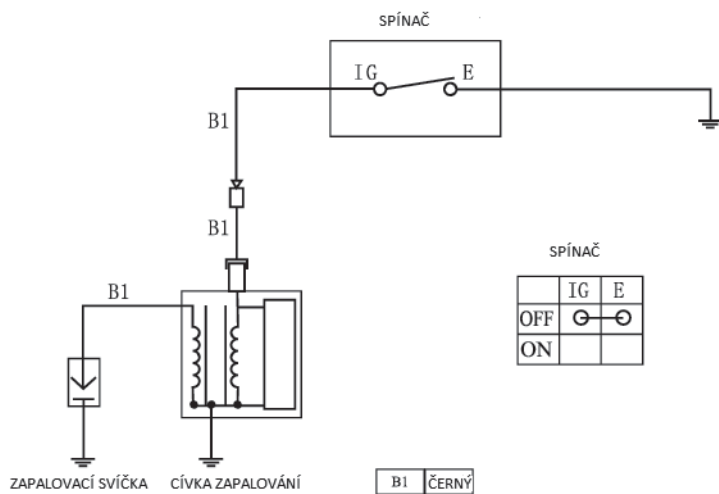 SPÍNAČ
IG E
B1
B1
B1
SPÍNAČ
IG E
OFF
ON
ZAPALOVACÍ SVÍČKA CÍVKA ZAPALOVÁNÍ
B1 ČERNÝ